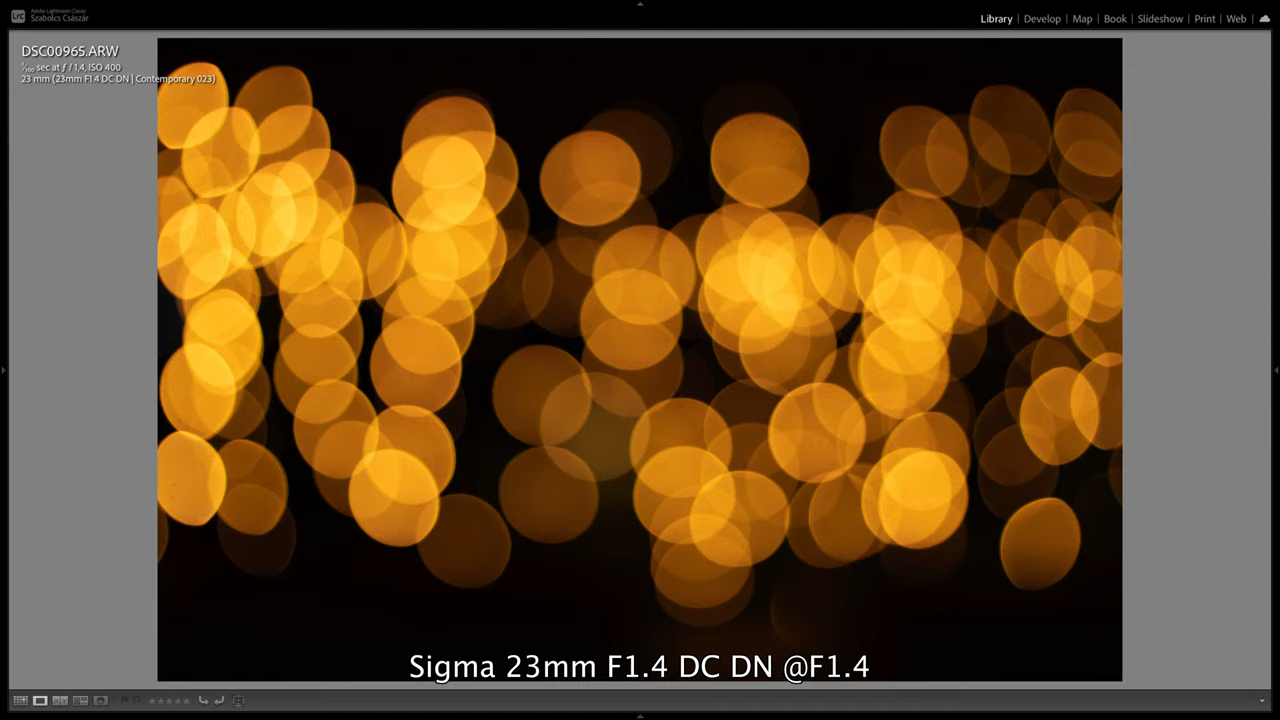 LrC
Adobe Lightroom Classic
Szabolcs Császár
Library | Develop | Map | Book | Slideshow | Print | Web
DSC00965.ARW
1/100 sec at ƒ / 1,4, ISO 400
23 mm (23mm F1.4 DC DN | Contemporary 023)
Sigma 23mm F1.4 DC DN @F1.4